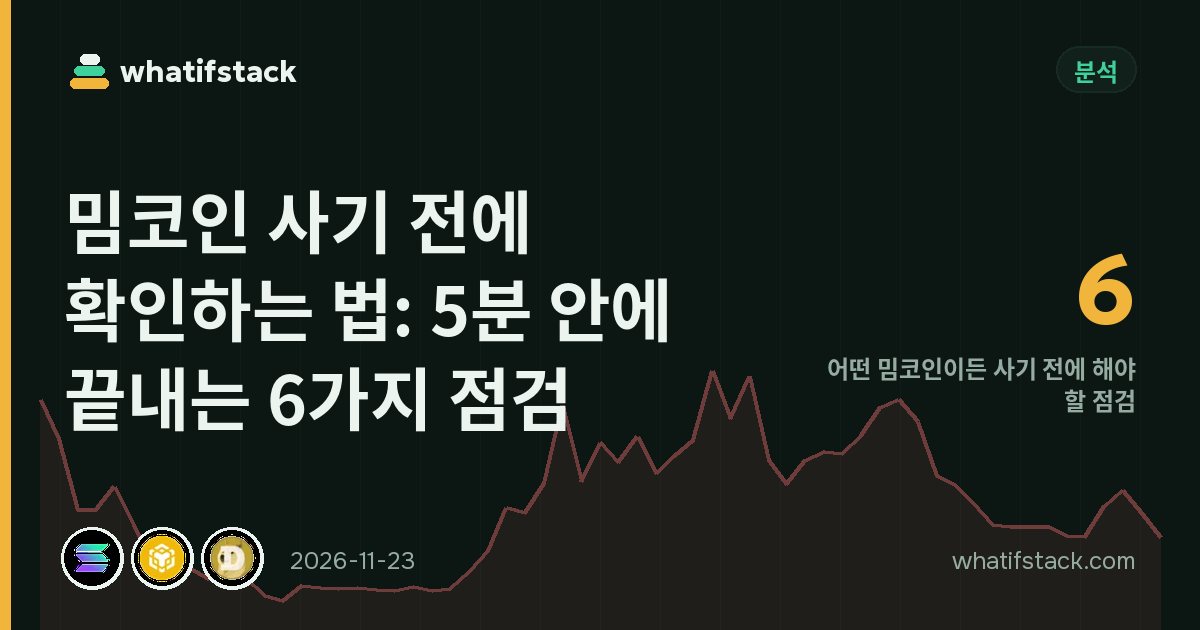 whatifstack
분석
밈코인 사기 전에
확인하는 법: 5분 안에
끝내는 6가지 점검
6
어떤 밈코인이든 사기 전에 해야
할 점검
2026-11-23
whatifstack.com